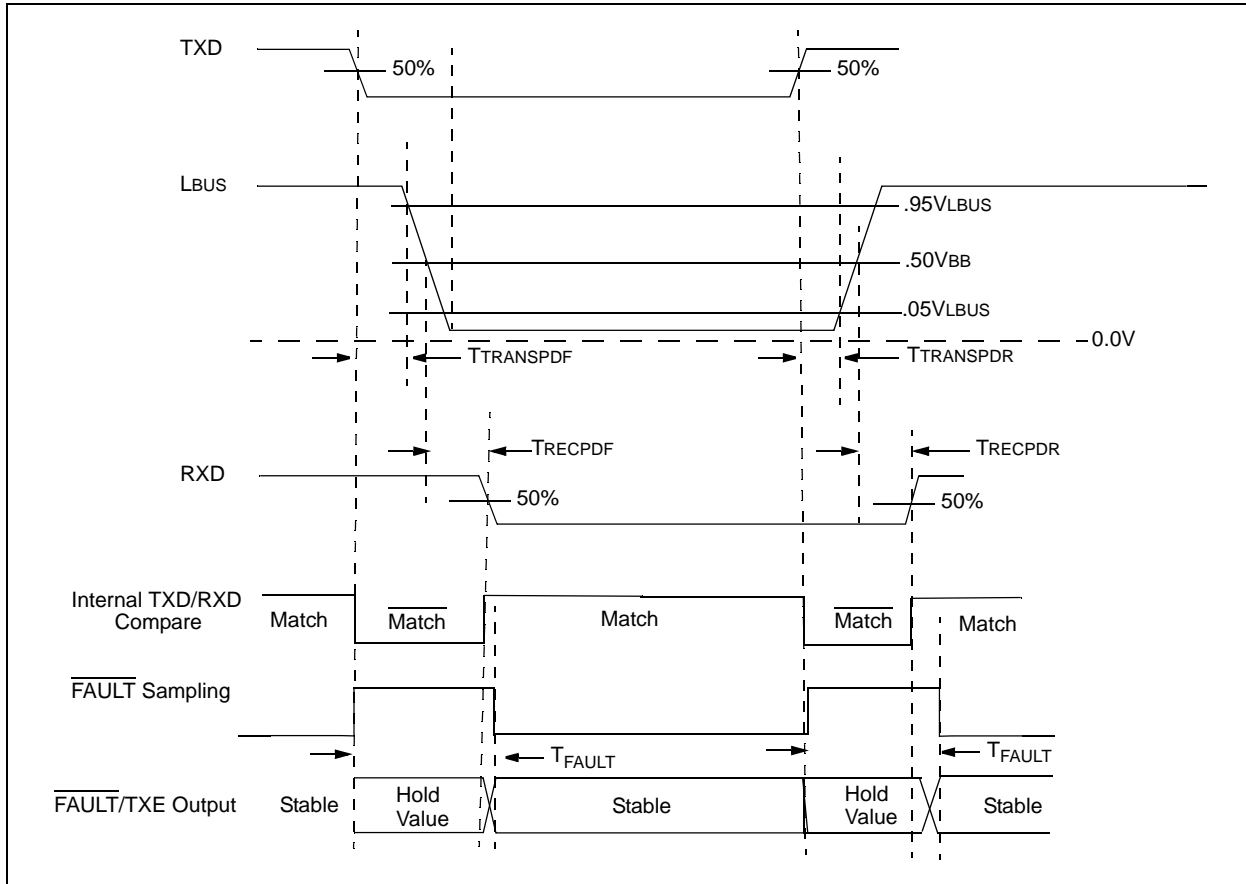 TXD
50%
50%
LBUS
.95VLBUS
.50VBB
.05VLBUS
0.0V
TTRANSPDF
TTRANSPDR
TRECPDF
TRECPDR
RXD
50%
50%
Internal TXD/RXD
Compare
Match
Match
Match
Match
Match
FAULT Sampling
TFAULT
TFAULT
FAULT/TXE Output
Stable
Hold
Value
Stable
Hold
Value
Stable